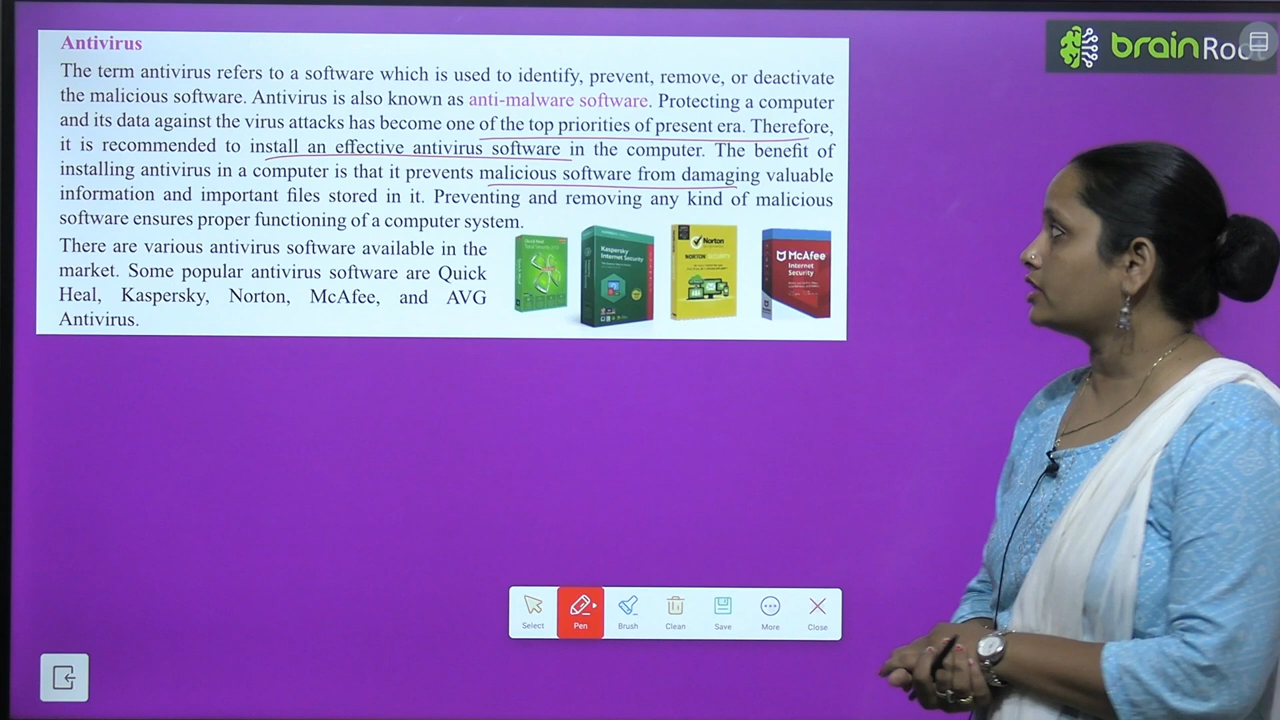 Antivirus
The term antivirus refers to a software which is used to identify, prevent, remove, or deactivate
the malicious software. Antivirus is also known as anti-malware software. Protecting a computer
and its data against the virus attacks has become one of the top priorities of present era. Therefore,
it is recommended to install an effective antivirus software in the computer. The benefit of
installing antivirus in a computer is that it prevents malicious software from damaging valuable
information and important files stored in it. Preventing and removing any kind of malicious
software ensures proper functioning of a computer system.
There are various antivirus software available in the
market. Some popular antivirus software are Quick
Heal, Kaspersky, Norton, McAfee, and AVG
Antivirus.
Kaspersky
Internet Security
Norton
NORTON SECURITY
McAfee
Internet
Security
brain
Select Pen Brush Clean Save More Close